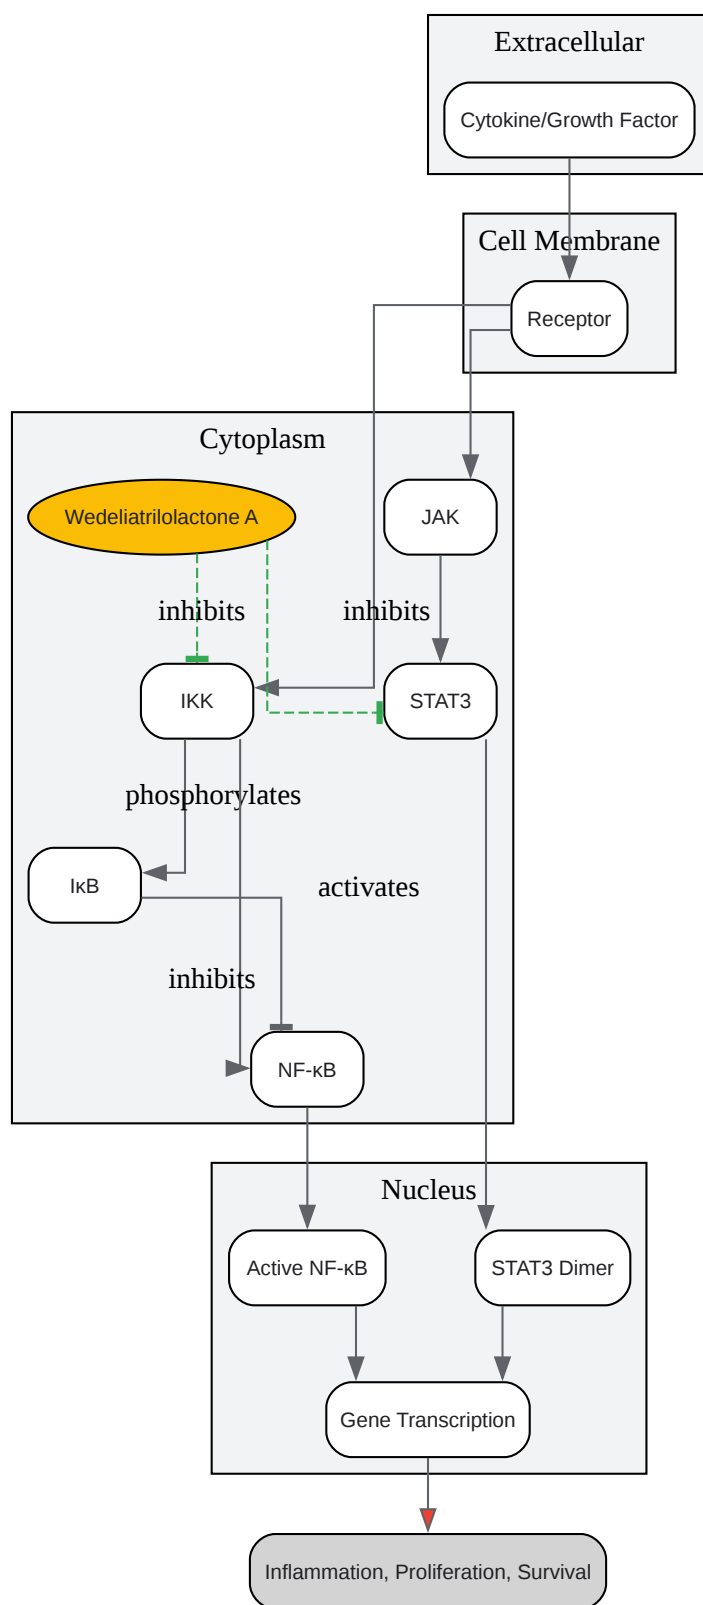 Extracellular
Cytokine/Growth Factor
Cell Membrane
Receptor
Cytoplasm
Wedeliatrilolactone A
JAK
inhibits
inhibits
IKK
STAT3
phosphorylates
IκB
activates
inhibits
NF-κB
Nucleus
Active NF-κB
STAT3 Dimer
Gene Transcription
Inflammation, Proliferation, Survival